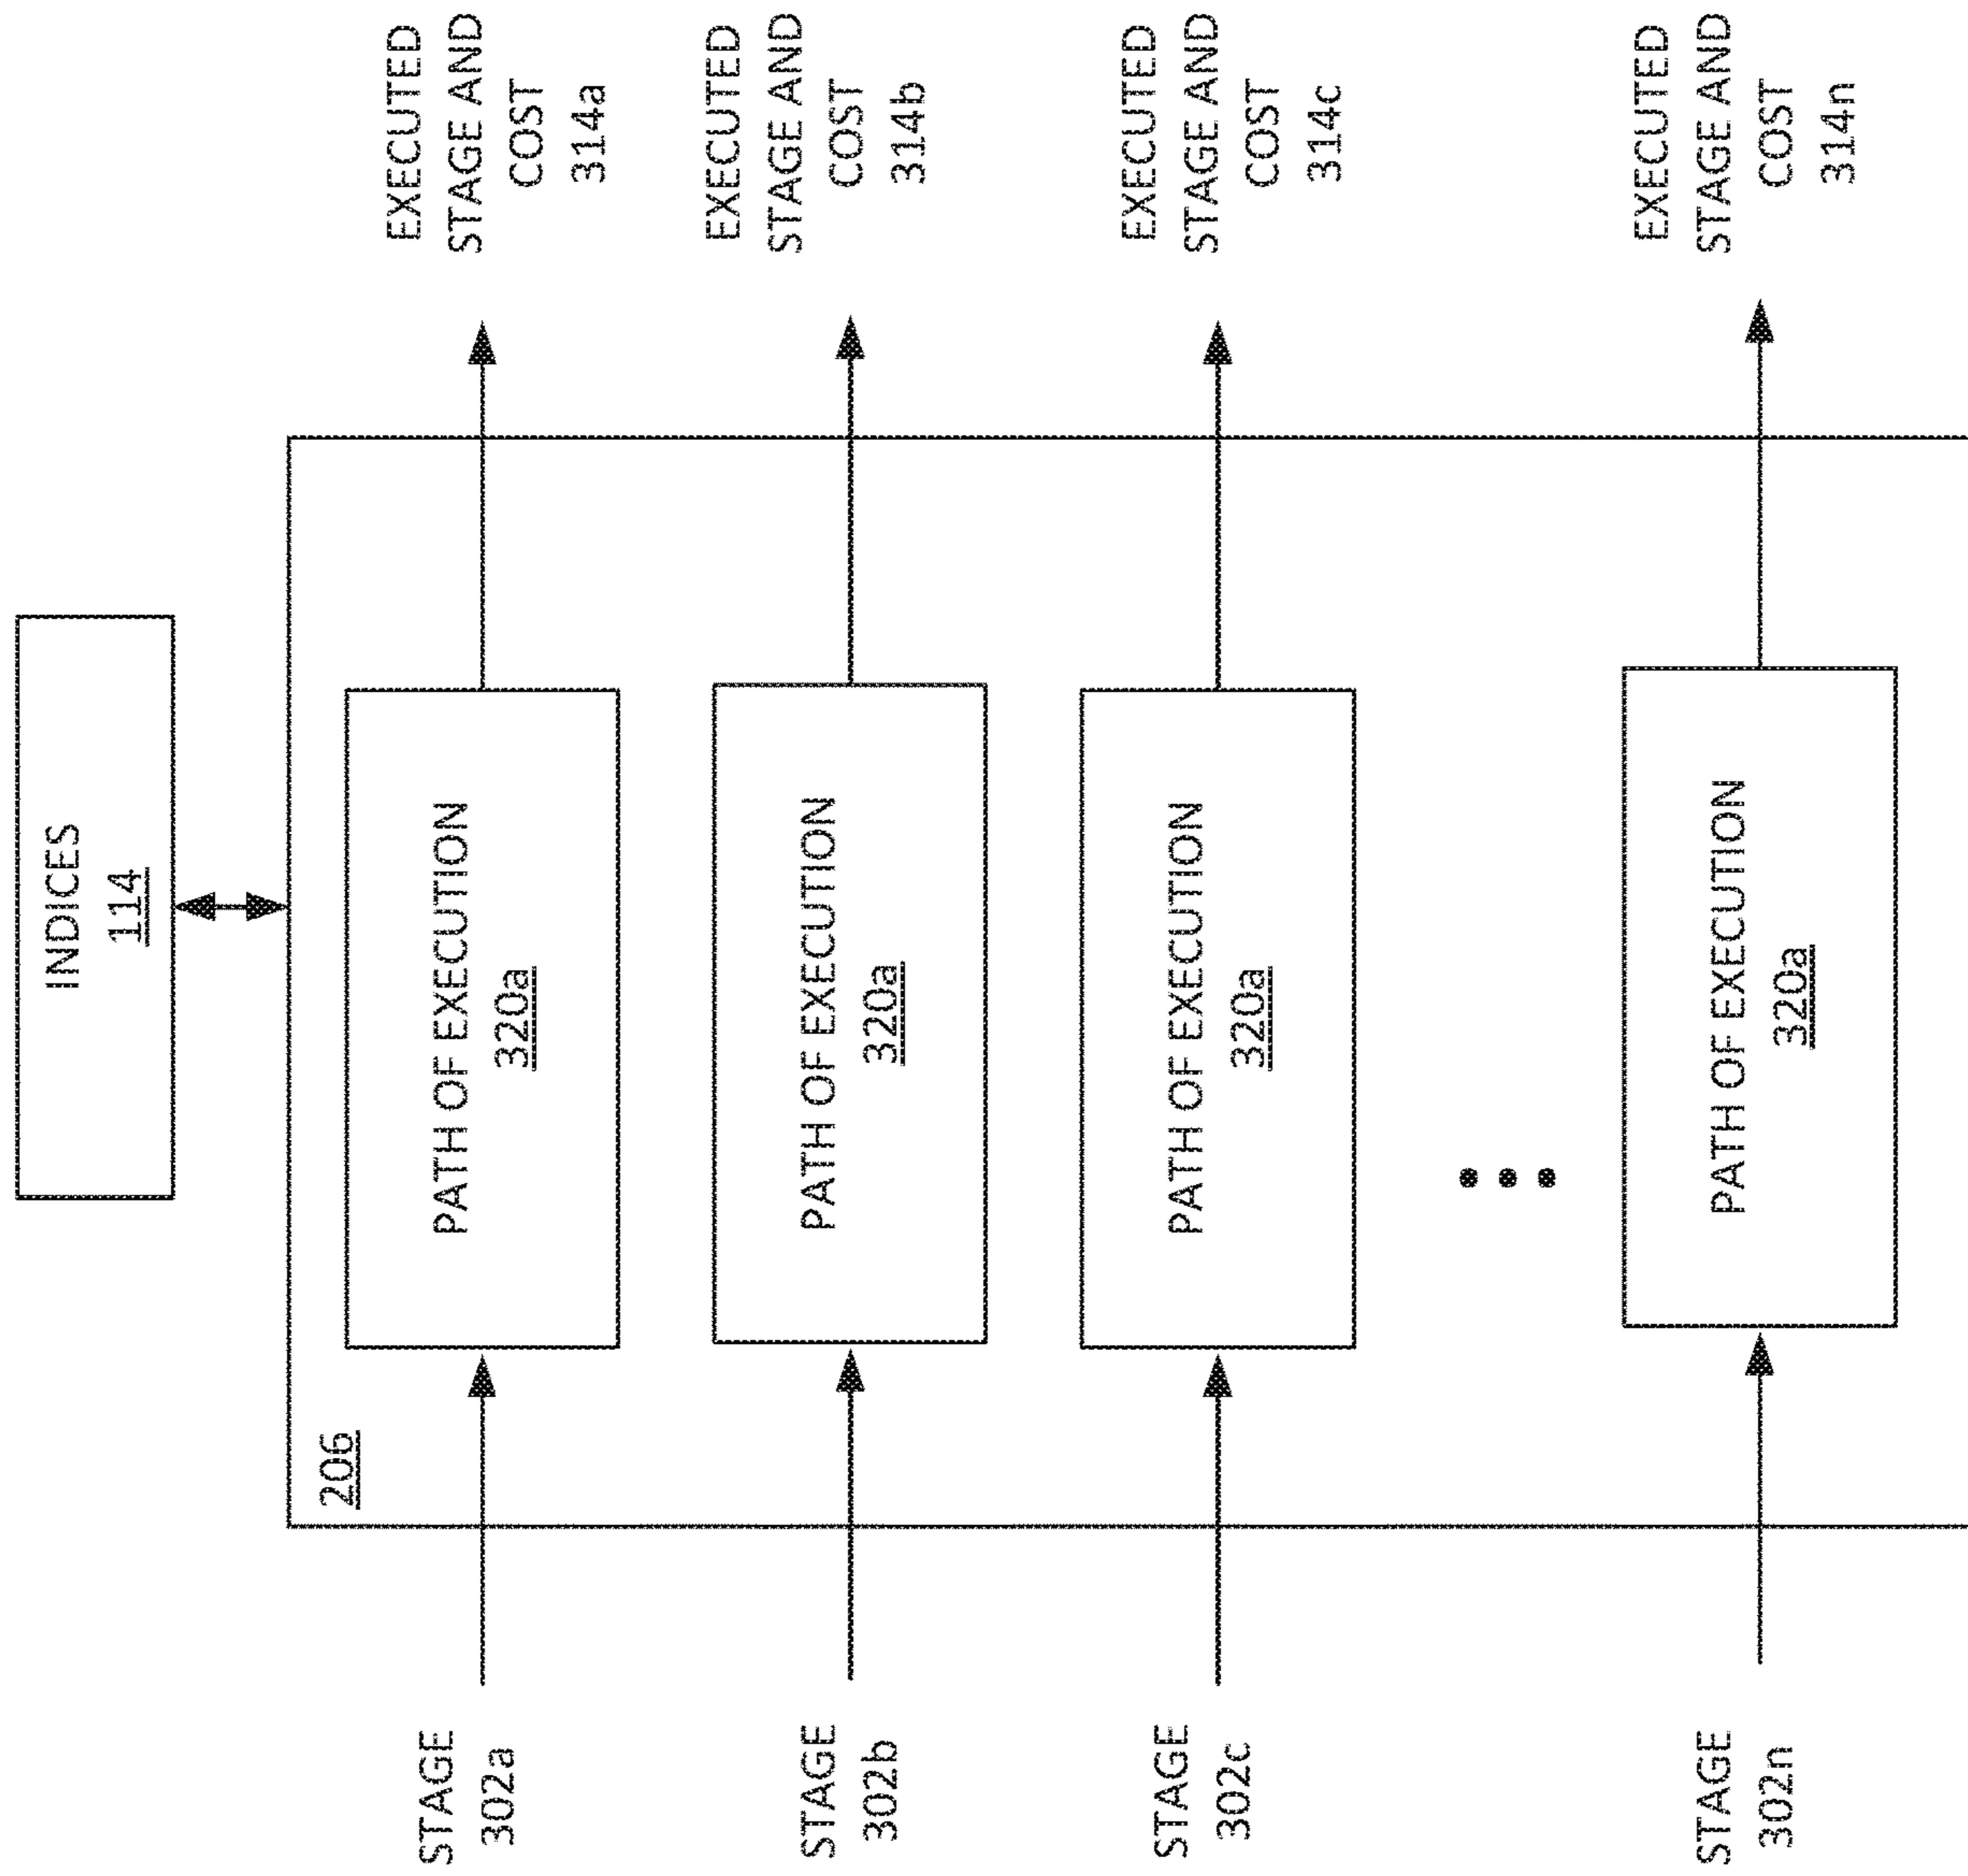 INDICES
114
206
STAGE
302a
PATH OF EXECUTION
320a
EXECUTED
STAGE AND
COST
314a
STAGE
302b
PATH OF EXECUTION
320a
EXECUTED
STAGE AND
COST
314b
STAGE
302c
PATH OF EXECUTION
320a
EXECUTED
STAGE AND
COST
314c
STAGE
302n
PATH OF EXECUTION
320a
EXECUTED
STAGE AND
COST
314n